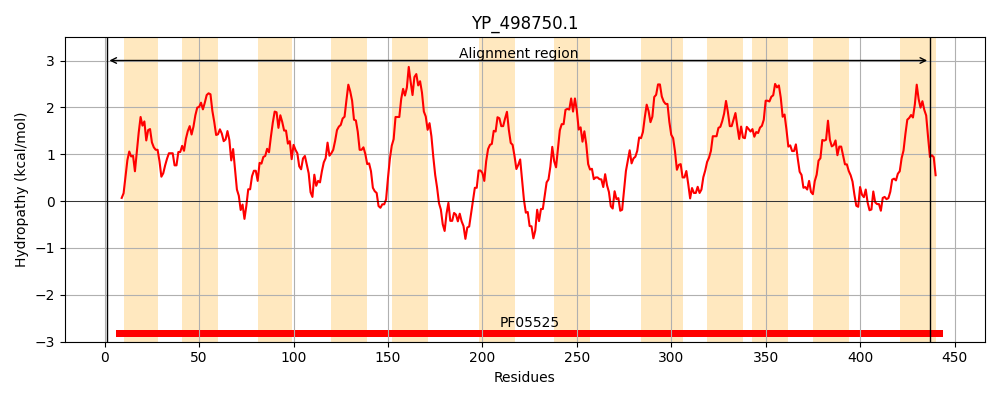 YP_498750.1
Alignment region
Hydropathy (kcal/mol)
3
2
1
0
−1
−2
−3
PF05525
0 50 100 150 200 250 300 350 400 450
Residues